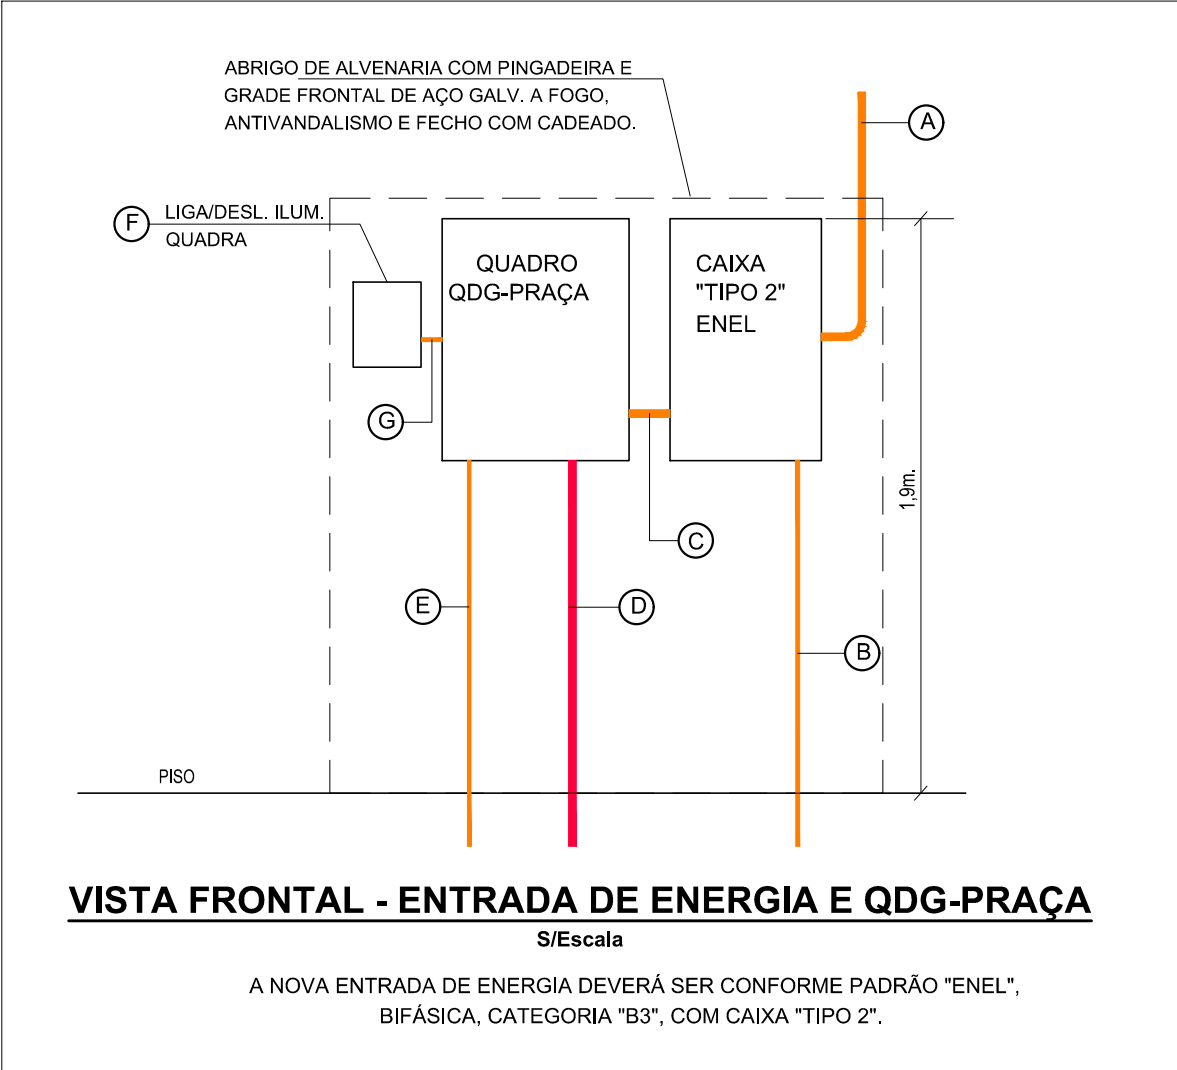 ABRIGO DE ALVENARIA COM PINGADEIRA E
GRADE FRONTAL DE AÇO GALV. A FOGO,
ANTIVANDALISMO E FECHO COM CADEADO.
A
F
LIGA/DESL. ILUM.
QUADRA
QUADRO
QDG-PRAÇA
CAIXA
"TIPO 2"
ENEL
G
1,9m.
C
E
D
B
PISO
VISTA FRONTAL - ENTRADA DE ENERGIA E QDG-PRAÇA
S/Escala
A NOVA ENTRADA DE ENERGIA DEVERÁ SER CONFORME PADRÃO "ENEL",
BIFÁSICA, CATEGORIA "B3", COM CAIXA "TIPO 2".